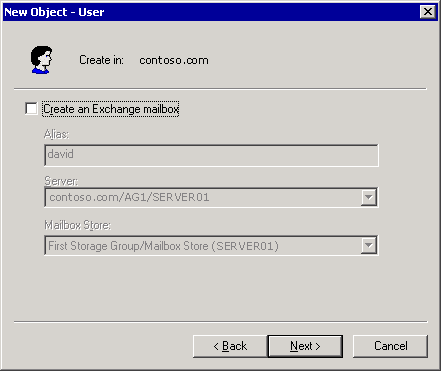 New Object - User
Create in: contoso.com
Create an Exchange mailbox
Alias:
david
Server:
contoso.com/AG1/SERVER01
Mailbox Store:
First Storage Group/Mailbox Store (SERVER01)
< Back Next > Cancel